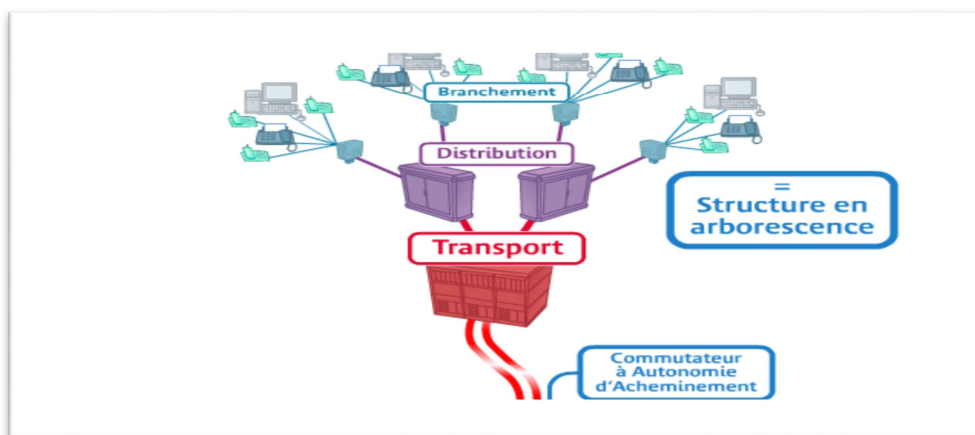 Branchement
Distribution
=
Structure en
arborescence
Transport
Commutateur
à Autonomie
d'Acheminement